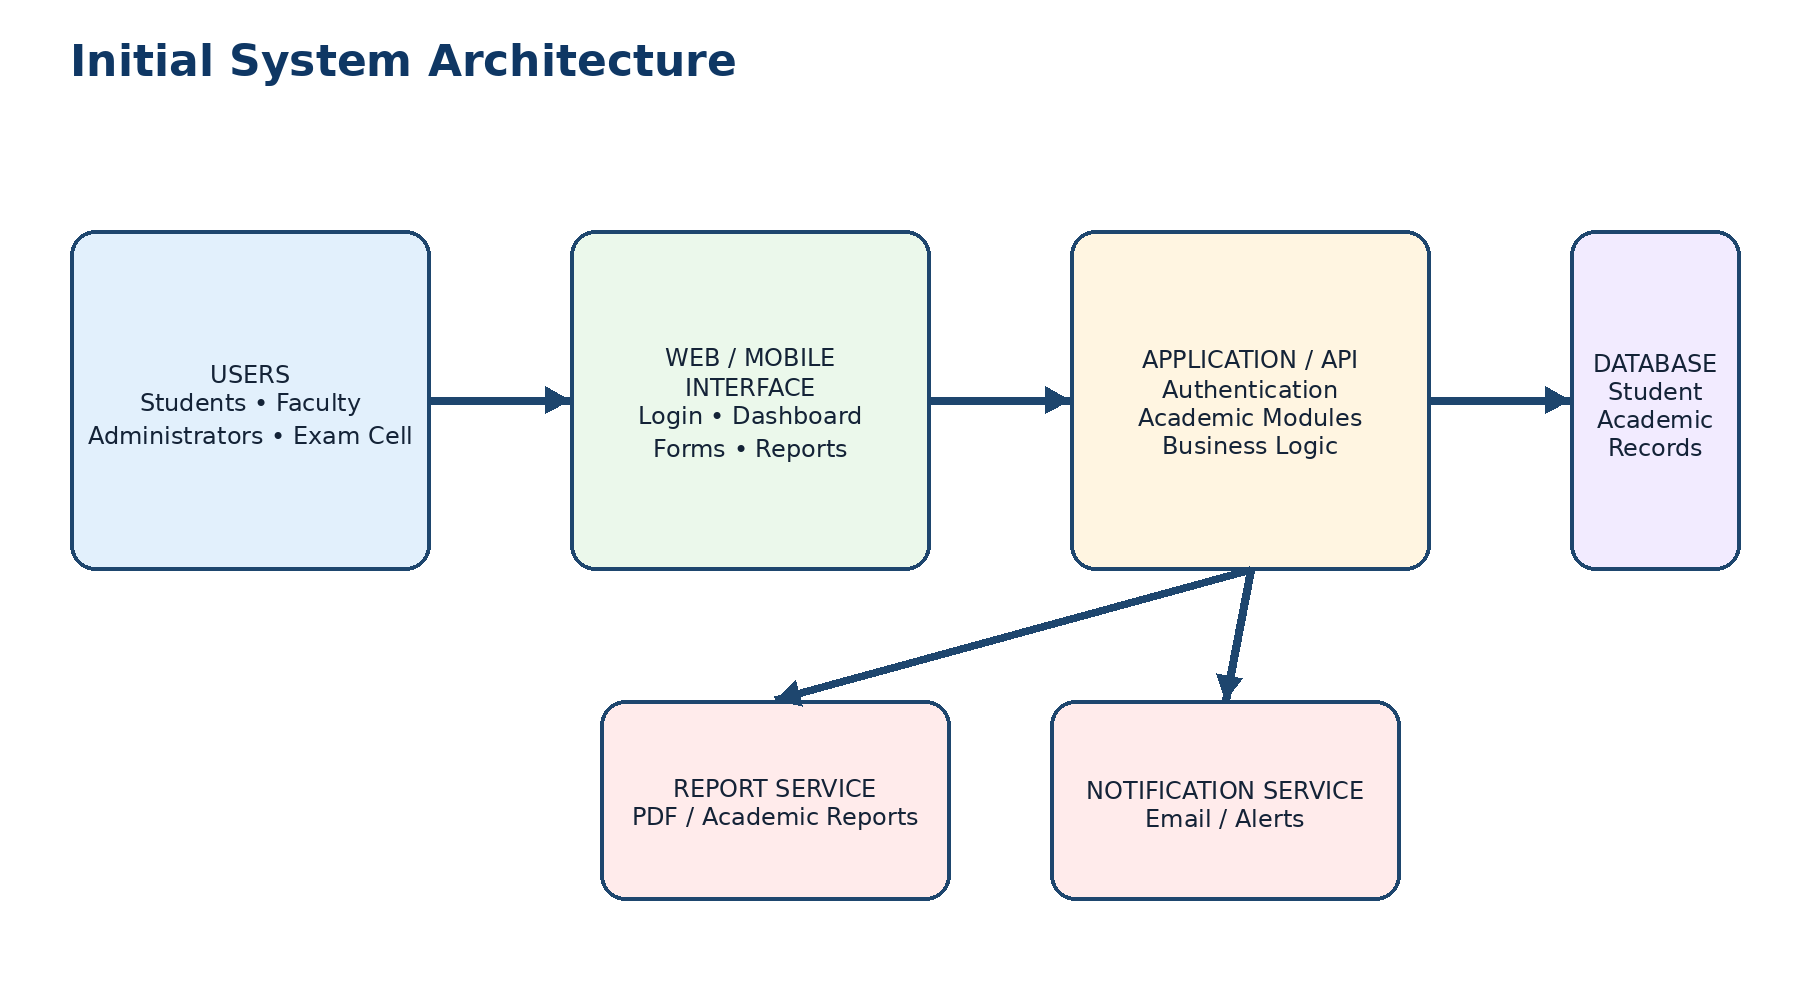 Initial System Architecture
USERS
Students • Faculty
Administrators • Exam Cell
WEB / MOBILE
INTERFACE
Login • Dashboard
Forms • Reports
APPLICATION / API
Authentication
Academic Modules
Business Logic
DATABASE
Student
Academic
Records
REPORT SERVICE
PDF / Academic Reports
NOTIFICATION SERVICE
Email / Alerts